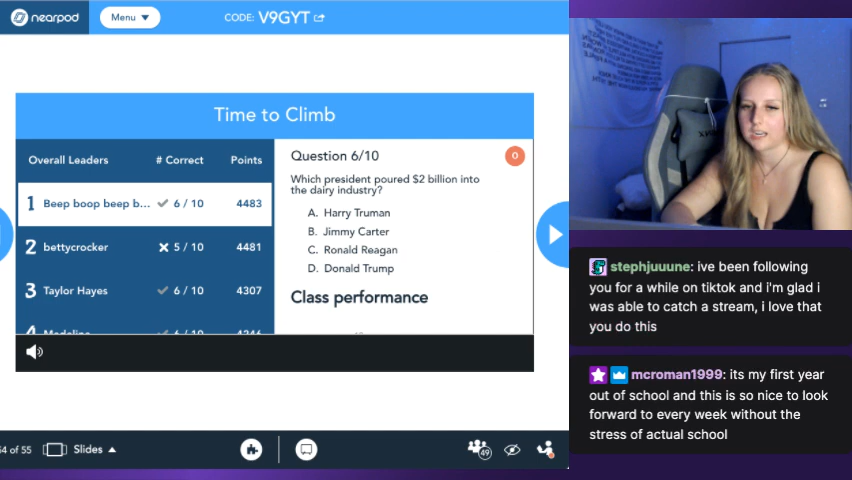 nearpod
Menu
CODE: V9GYT
Time to Climb
Overall Leaders # Correct Points
1 Beep boop beep b... 6 / 10 4483
2 bettycrocker 5 / 10 4481
3 Taylor Hayes 6 / 10 4307
4 Madeline 6 / 10
Question 6/10
0
Which president poured $2 billion into
the dairy industry?
A. Harry Truman
B. Jimmy Carter
C. Ronald Reagan
D. Donald Trump
Class performance
of 55
Slides
49
stephjuuune: ive been following
you for a while on tiktok and i'm glad i
was able to catch a stream, i love that
you do this
mcroman1999: its my first year
out of school and this is so nice to look
forward to every week without the
stress of actual school